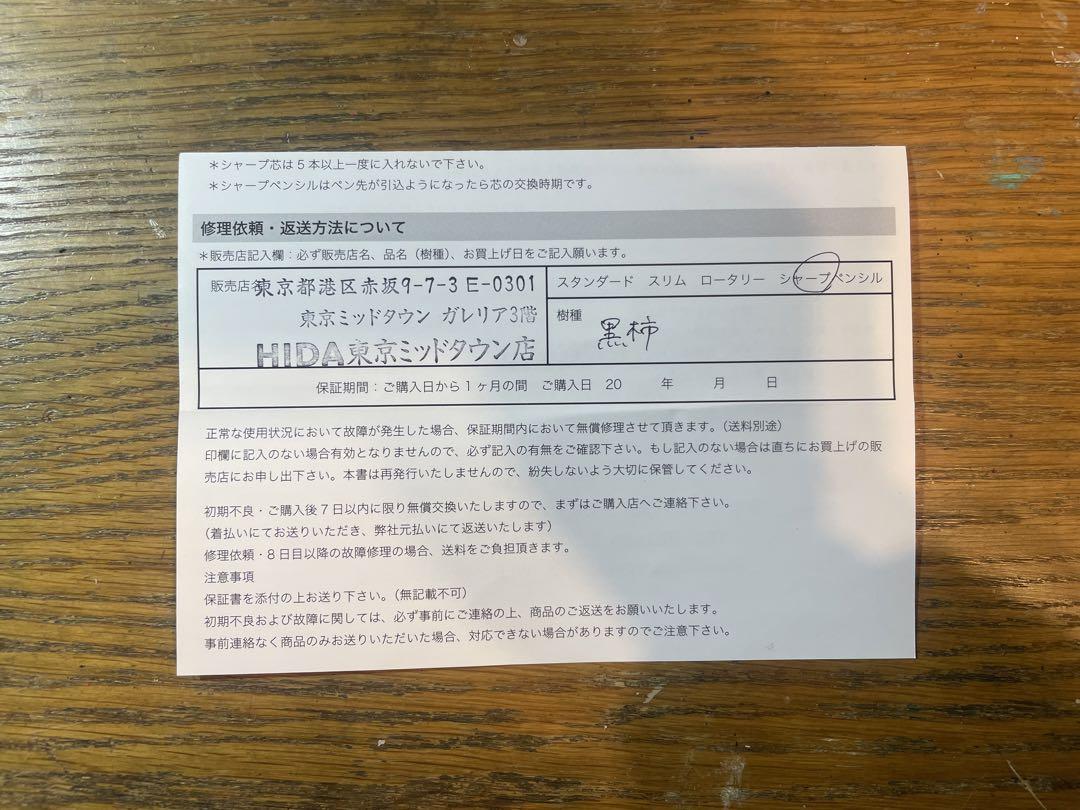 ＊シャープ芯は５本以上一度に入れないで下さい。
＊シャープペンシルはペン先が引込ようになったら芯の交換時期です。
修理依頼・返送方法について
＊販売店記入欄：必ず販売店名、品名（樹種）、お買上げ日をご記入願います。
販売店名
東京都港区赤坂9-7-3 E-0301
東京ミッドタウン ガレリア3階
HIDA東京ミッドタウン店
スタンダード スリム ロータリー シャープペンシル
樹種
黒柿
保証期間：ご購入日から１ヶ月の間 ご購入日 20 年 月 日
正常な使用状況において故障が発生した場合、保証期間内において無償修理させて頂きます。（送料別途）
印欄に記入のない場合有効となりませんので、必ず記入の有無をご確認下さい。もし記入のない場合は直ちにお買上げの販
売店にお申し出下さい。本書は再発行いたしませんので、紛失しないよう大切に保管してください。
初期不良・ご購入後７日以内に限り無償交換いたしますので、まずはご購入店へご連絡下さい。
（着払いにてお送りいただき、弊社元払いにて返送いたします）
修理依頼・８日目以降の故障修理の場合、送料をご負担頂きます。
注意事項
保証書を添付の上お送り下さい。（無記載不可）
初期不良および故障に関しては、必ず事前にご連絡の上、商品のご返送をお願いいたします。
事前連絡なく商品のみお送りいただいた場合、対応できない場合がありますのでご注意下さい。